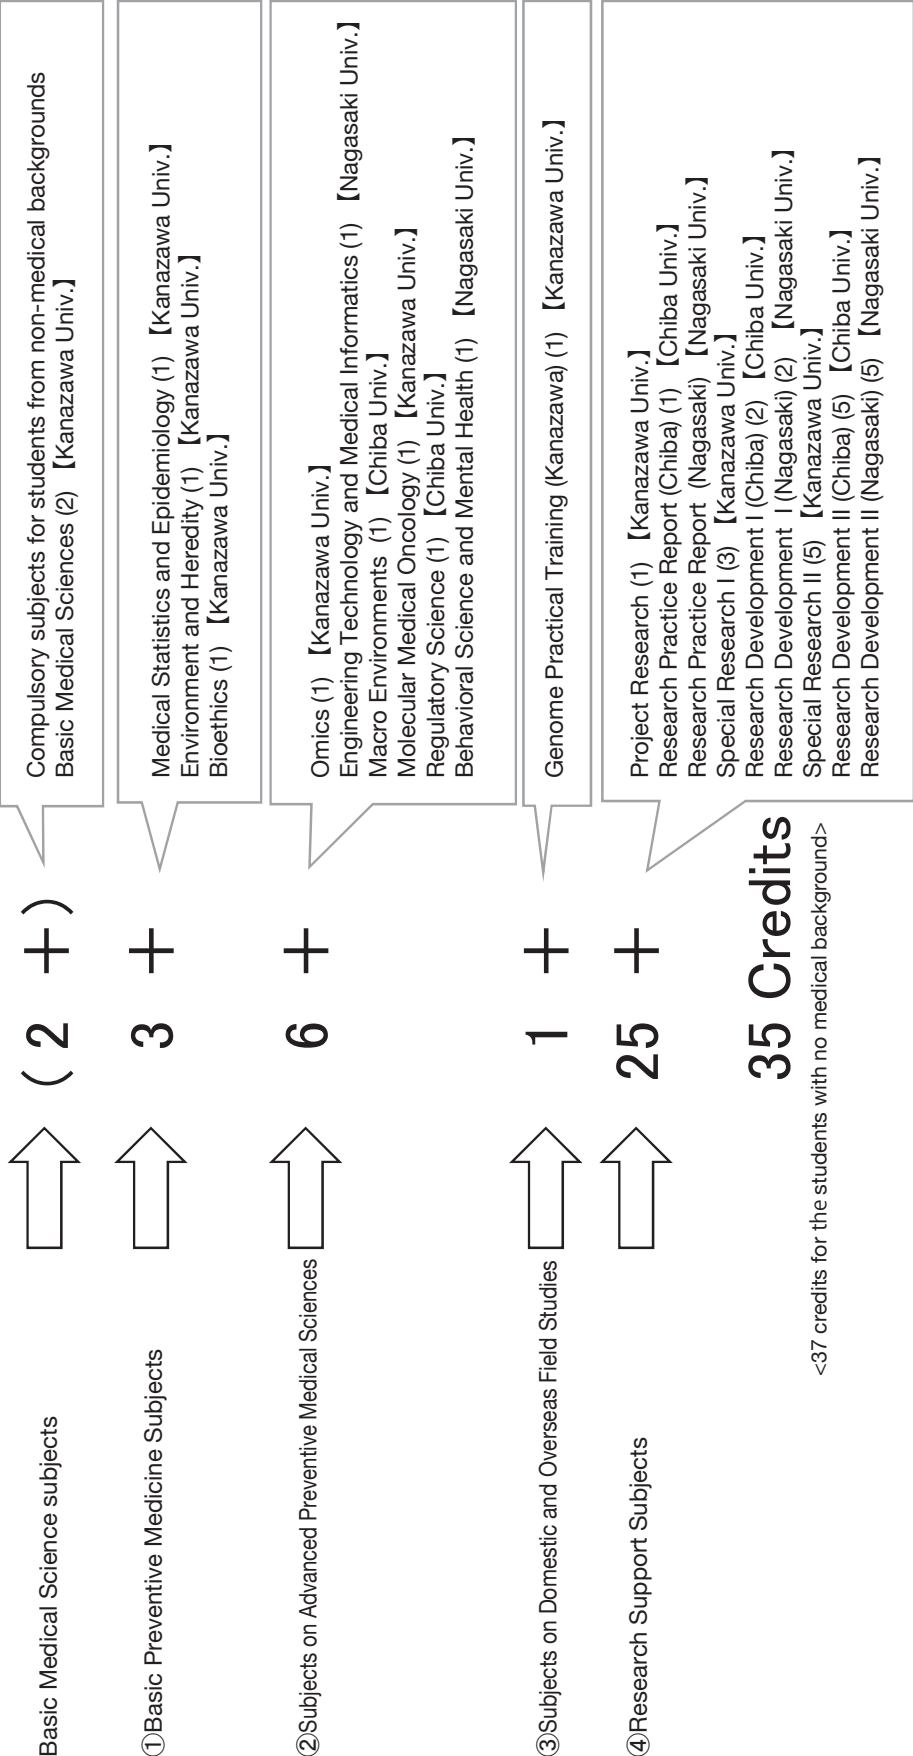 Basic Medical Science subjects
( 2 + )
Compulsory subjects for students from non-medical backgrounds
Basic Medical Sciences (2) 【Kanazawa Univ.】
①Basic Preventive Medicine Subjects
3 +
Medical Statistics and Epidemiology (1) 【Kanazawa Univ.】
Environment and Heredity (1) 【Kanazawa Univ.】
Bioethics (1) 【Kanazawa Univ.】
②Subjects on Advanced Preventive Medical Sciences
6 +
Omics (1) 【Kanazawa Univ.】
Engineering Technology and Medical Informatics (1) 【Nagasaki Univ.】
Macro Environments (1) 【Chiba Univ.】
Molecular Medical Oncology (1) 【Kanazawa Univ.】
Regulatory Science (1) 【Chiba Univ.】
Behavioral Science and Mental Health (1) 【Nagasaki Univ.】
③Subjects on Domestic and Overseas Field Studies
1 +
Genome Practical Training (Kanazawa) (1) 【Kanazawa Univ.】
④Research Support Subjects
25 +
Project Research (1) 【Kanazawa Univ.】
Research Practice Report (Chiba) (1) 【Chiba Univ.】
Research Practice Report (Nagasaki) 【Nagasaki Univ.】
Special Research I (3) 【Kanazawa Univ.】
Research Development I (Chiba) (2) 【Chiba Univ.】
Research Development I (Nagasaki) (2) 【Nagasaki Univ.】
Special Research II (5) 【Kanazawa Univ.】
Research Development II (Chiba) (5) 【Chiba Univ.】
Research Development II (Nagasaki) (5) 【Nagasaki Univ.】
35 Credits
<37 credits for the students with no medical background>